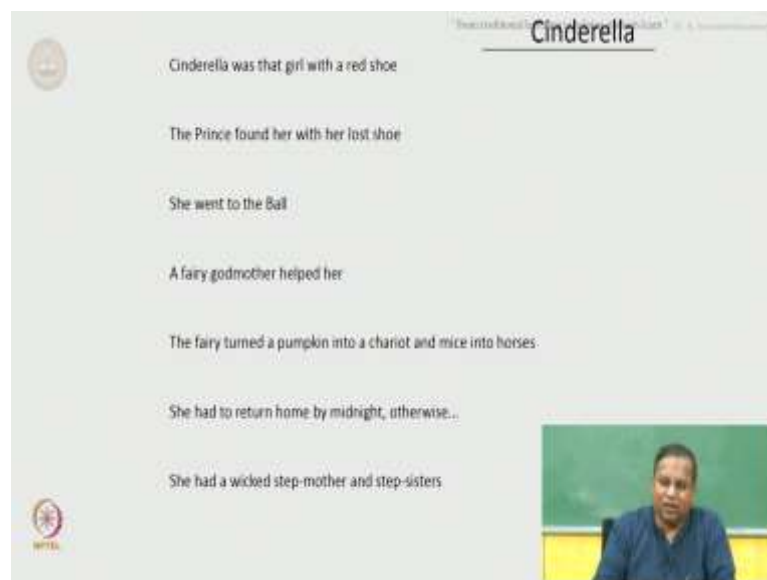 Cinderella
Cinderella was that girl with a red shoe
The Prince found her with her lost shoe
She went to the Ball
A fairy godmother helped her
The fairy turned a pumpkin into a chariot and mice into horses
She had to return home by midnight, otherwise...
She had a wicked step-mother and step-sisters
NPTEL